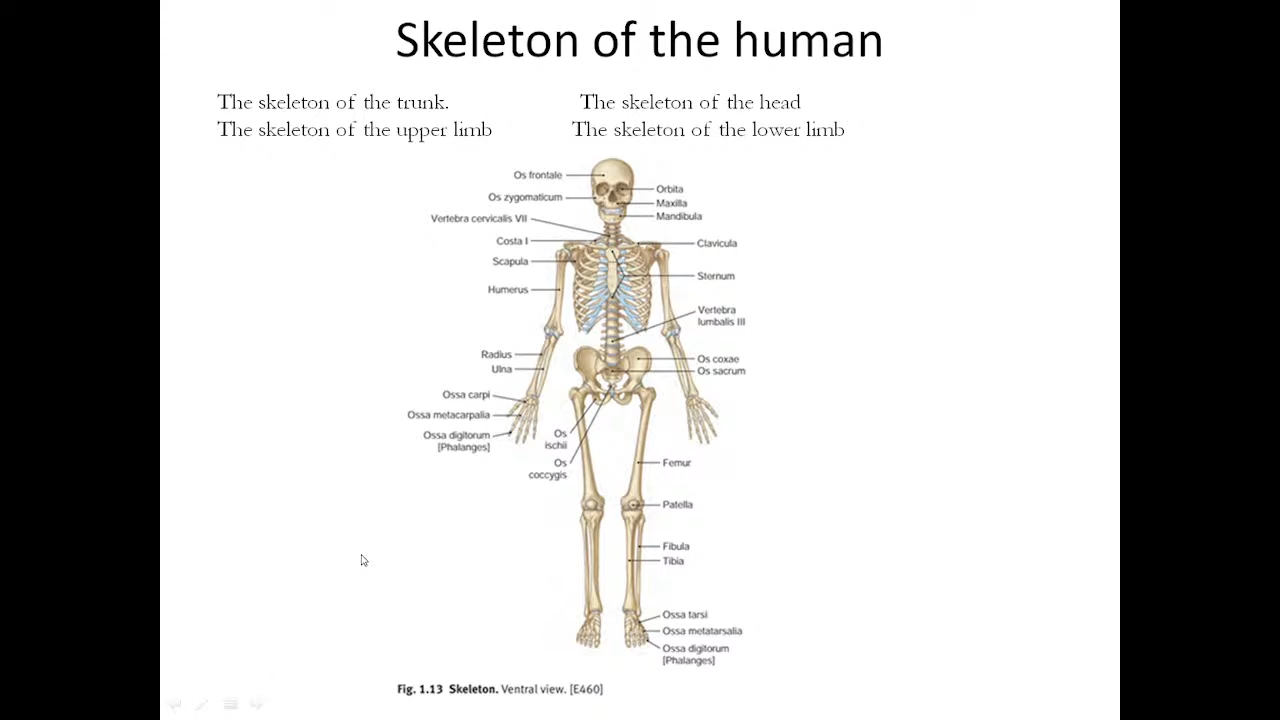 Skeleton of the human
The skeleton of the trunk.
The skeleton of the head
The skeleton of the upper limb
The skeleton of the lower limb
Os frontale
Os zygomaticum
Vertebra cervicalis VII
Costa I
Scapula
Humerus
Radius
Ulna
Ossa carpi
Ossa metacarpalia
Ossa digitorum
[Phalanges]
Os
ischii
Os
coccygis
Orbita
Maxilla
Mandibula
Clavicula
Sternum
Vertebra
lumbalis III
Os coxae
Os sacrum
Femur
Patella
Fibula
Tibia
Ossa tarsi
Ossa metatarsalia
Ossa digitorum
[Phalanges]
Fig. 1.13 Skeleton. Ventral view. [E460]